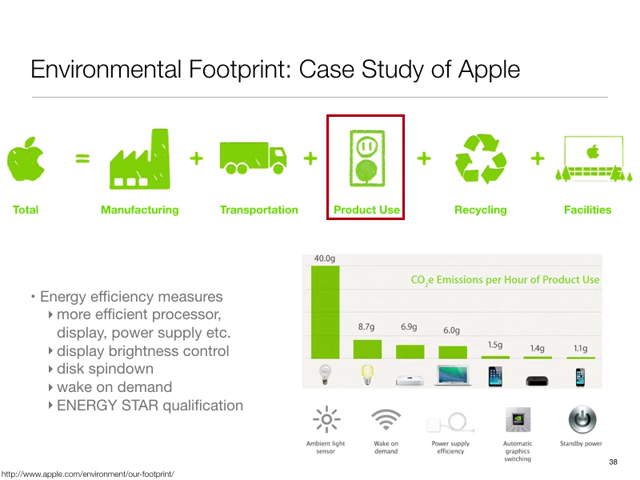 Environmental Footprint: Case Study of Apple
=
+
+
+
+
Total
Manufacturing
Transportation
Product Use
Recycling
Facilities
• Energy efficiency measures
▸ more efficient processor,
display, power supply etc.
▸ display brightness control
▸ disk spindown
▸ wake on demand
▸ ENERGY STAR qualification
CO₂e Emissions per Hour of Product Use
40.0g
8.7g
6.9g
6.0g
1.5g
1.4g
1.1g
Ambient light
sensor
Wake on
demand
Power supply
efficiency
Automatic
graphics
switching
Standby power
http://www.apple.com/environment/our-footprint/
38